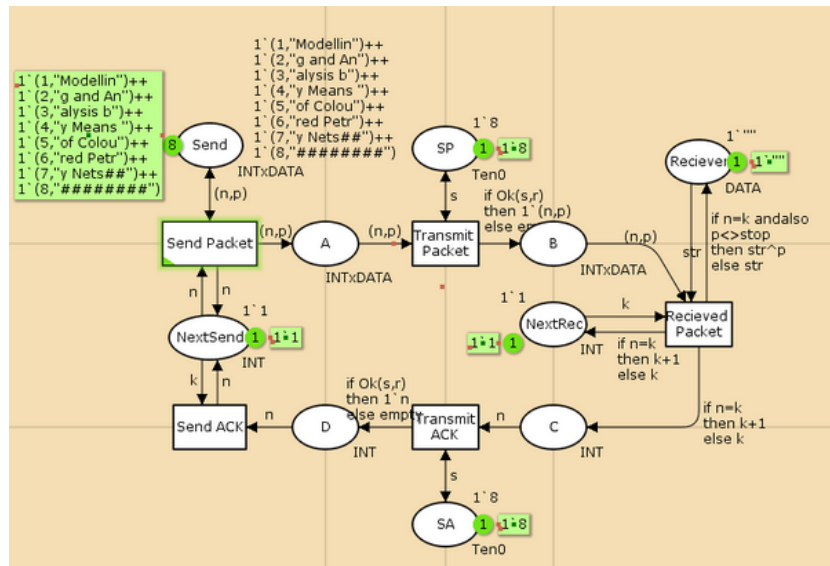 1`(1,"Modellin")++
1`(2,"g and An")++
1`(3,"alysis b")++
1`(4,"y Means ")++
1`(5,"of Colou")++
1`(6,"red Petr")++
1`(7,"y Nets##")++
1`(8,"########")
8
Send
INTxDATA
1`(1,"Modellin")++
1`(2,"g and An")++
1`(3,"alysis b")++
1`(4,"y Means ")++
1`(5,"of Colou")++
1`(6,"red Petr")++
1`(7,"y Nets##")++
1`(8,"########")
1`8
SP
1
1`8
Ten0
1`""
Reciever
1
1`""
DATA
(n,p)
s
if Ok(s,r)
then 1`(n,p)
else empty
Send Packet
(n,p)
A
INTxDATA
(n,p)
Transmit
Packet
B
INTxDATA
(n,p)
str
if n=k andalso
p<>stop
then str^p
else str
n
n
1`1
NextSend
1
1`1
INT
1`1
NextRec
1`1
1
INT
k
if n=k
then k+1
else k
Recieved
Packet
k
n
if Ok(s,r)
then 1`n
else empty
Send ACK
n
D
INT
Transmit
ACK
n
C
INT
if n=k
then k+1
else k
s
1`8
SA
1
1`8
Ten0